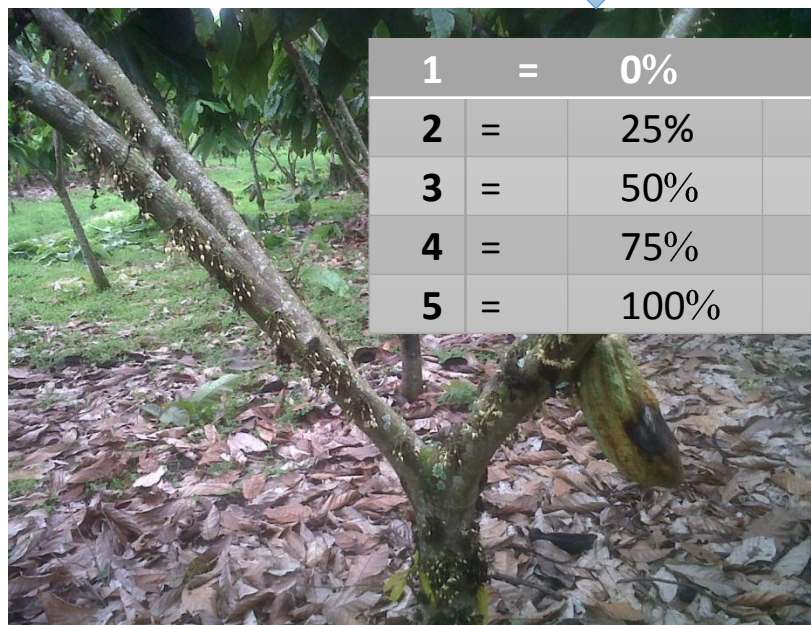 1 = 0%
2 = 25%
3 = 50%
4 = 75%
5 = 100%